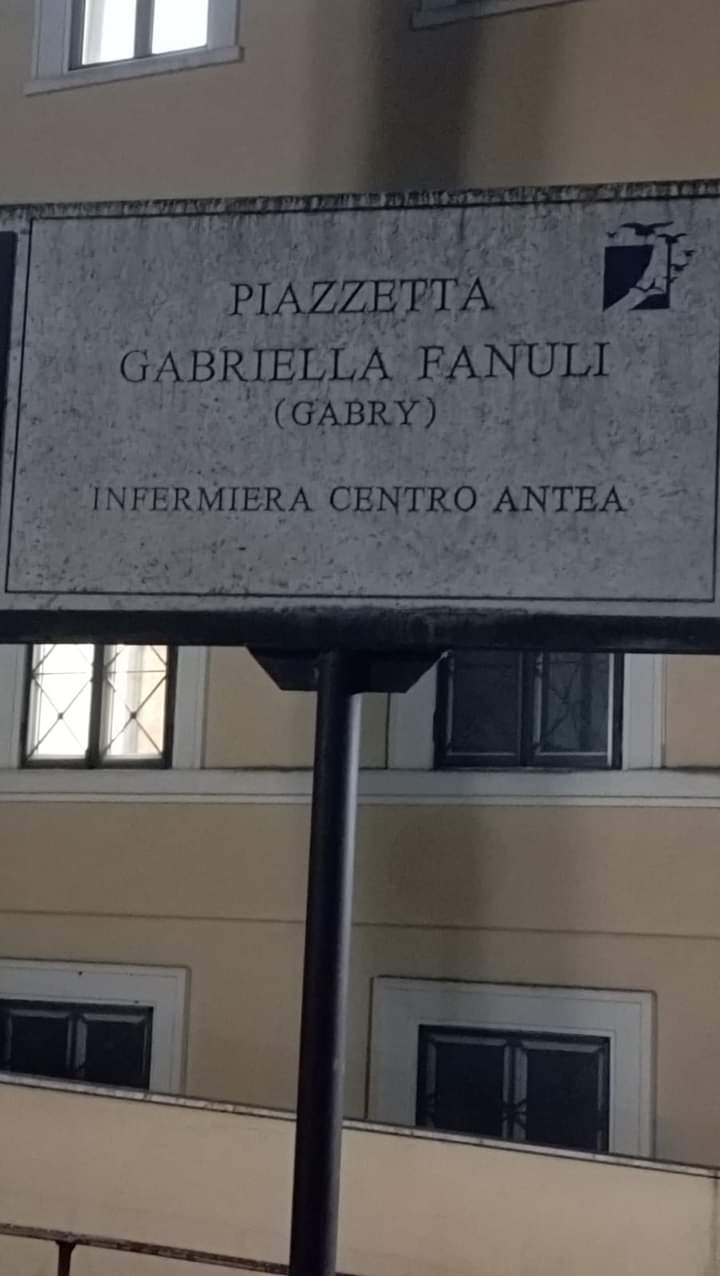 PIAZZETTA
GABRIELLA FANULI
(GABRY)
INFERMIERA CENTRO ANTEA